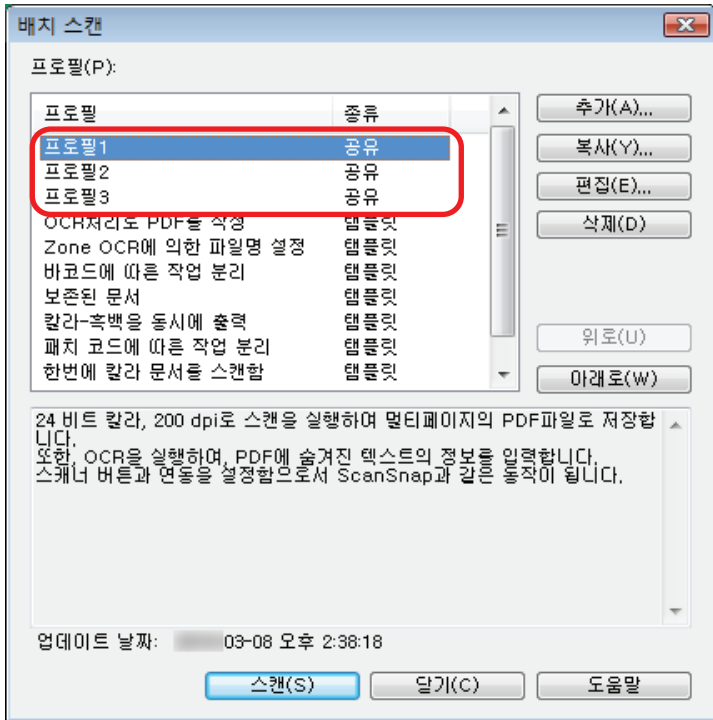 배치 스캔
프로필(P):
프로필 종류
추가(A)...
프로필1 공유
복사(Y)...
프로필2 공유
편집(E)...
프로필3 공유
OCR처리로 PDF를 작성 탬플릿
삭제(D)
Zone OCR에 의한 파일명 설정 탬플릿
바코드에 따른 작업 분리 탬플릿
보존된 문서 탬플릿
칼라-흑백을 동시에 출력 탬플릿
위로(U)
패치 코드에 따른 작업 분리 탬플릿
한번에 칼라 문서를 스캔함 탬플릿
아래로(W)
24 비트 칼라, 200 dpi로 스캔을 실행하여 멀티페이지의 PDF파일로 저장합
니다.
또한, OCR을 실행하여, PDF에 숨겨진 텍스트의 정보를 입력합니다.
스캐너 버튼과 연동을 설정함으로서 ScanSnap과 같은 동작이 됩니다.
업데이트 날짜: 03-08 오후 2:38:18
스캔(S) 닫기(C) 도움말